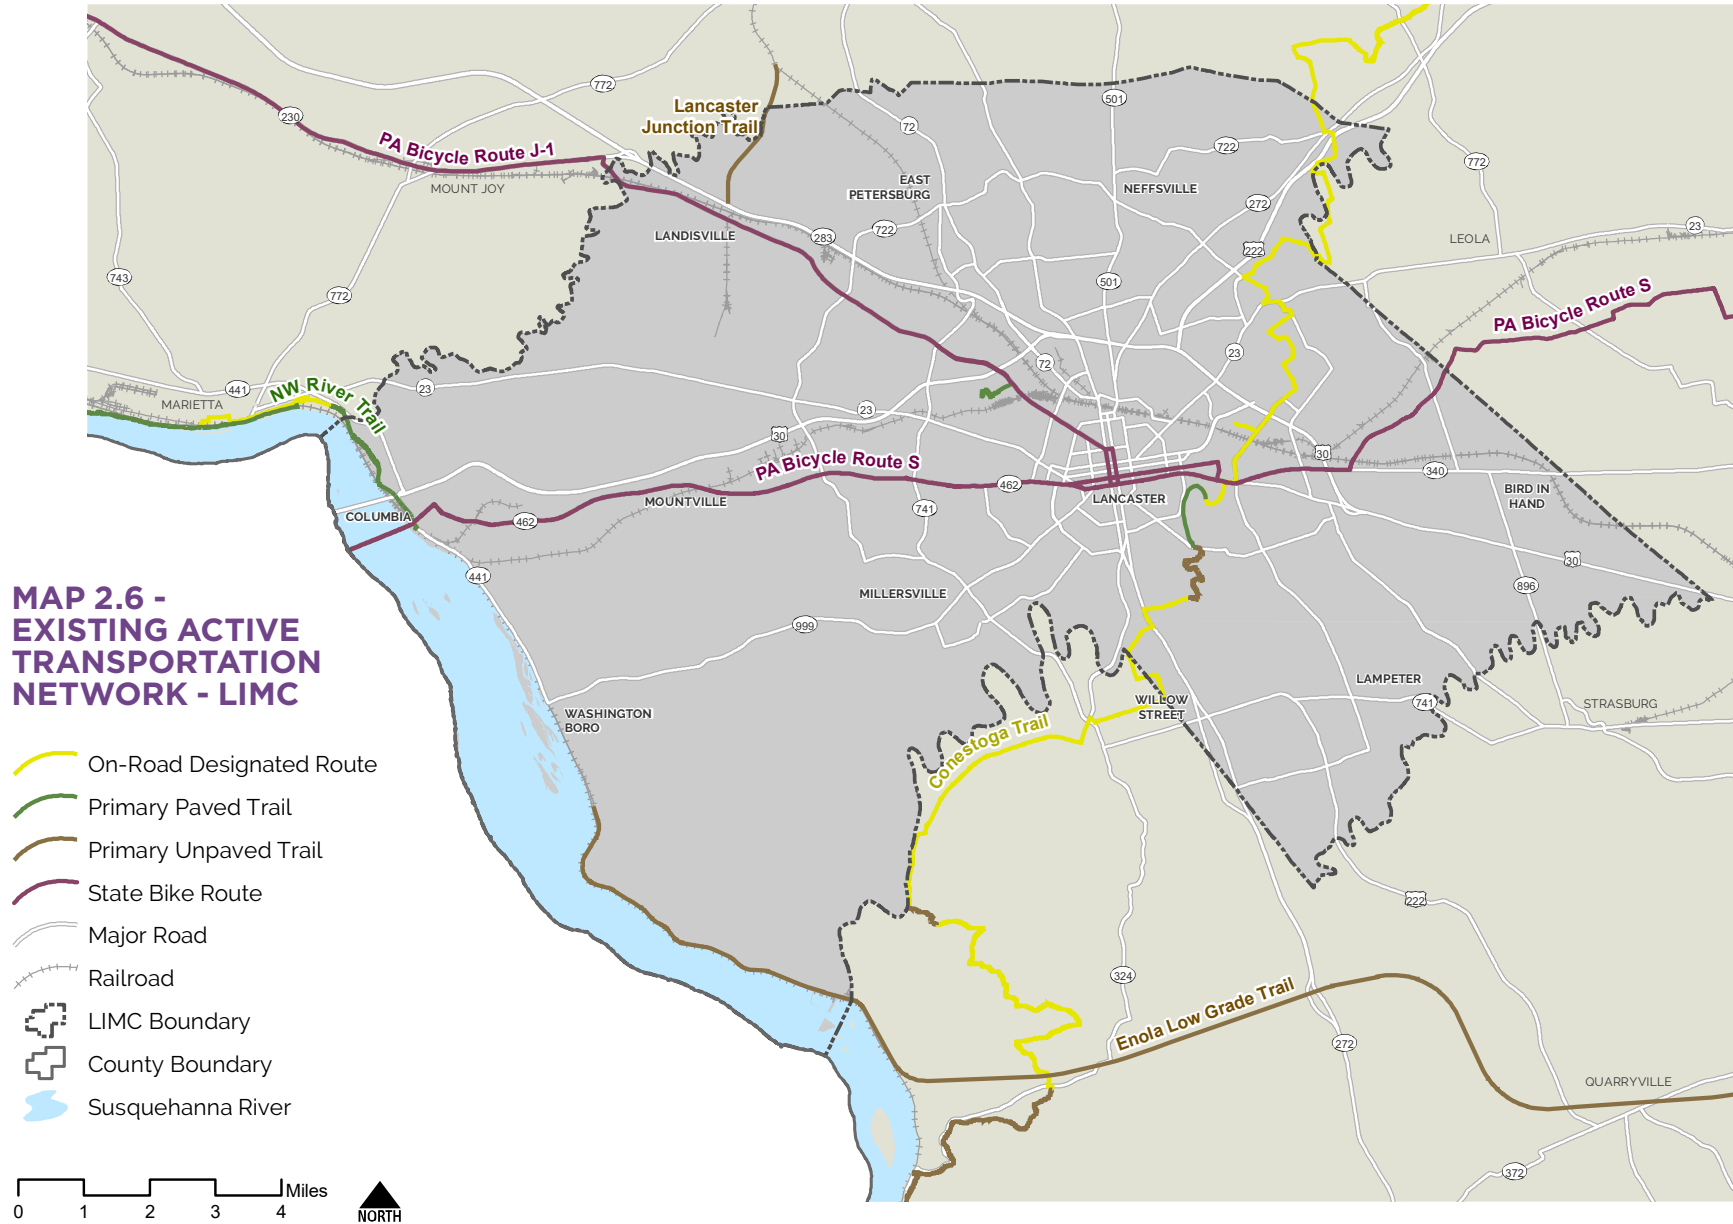 772
501
Lancaster
Junction Trail
72
230
PA Bicycle Route J-1
722
772
MOUNT JOY
EAST
PETERSBURG
NEFFSVILLE
272
722
LANDISVILLE
283
23
LEOLA
222
743
501
772
PA Bicycle Route S
23
72
441
NW River Trail
23
MARIETTA
23
30
30
PA Bicycle Route S
340
462
MOUNTVILLE
LANCASTER
BIRD IN
HAND
741
COLUMBIA
462
30
441
896
MAP 2.6 -
EXISTING ACTIVE
TRANSPORTATION
NETWORK - LIMC
MILLERSVILLE
999
LAMPETER
WILLOW
STREET
741
STRASBURG
WASHINGTON
BORO
Conestoga Trail
On-Road Designated Route
Primary Paved Trail
Primary Unpaved Trail
State Bike Route
Major Road
Railroad
LIMC Boundary
County Boundary
Susquehanna River
222
324
Enola Low Grade Trail
272
QUARRYVILLE
372
Miles
0 1 2 3 4
NORTH